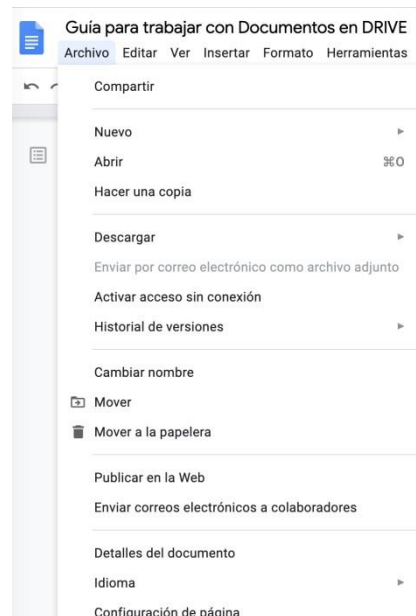 Guía para trabajar con Documentos en DRIVE
Archivo Editar Ver Insertar Formato Herramientas
Compartir
Nuevo
Abrir ⌘O
Hacer una copia
Descargar
Enviar por correo electrónico como archivo adjunto
Activar acceso sin conexión
Historial de versiones
Cambiar nombre
Mover
Mover a la papelera
Publicar en la Web
Enviar correos electrónicos a colaboradores
Detalles del documento
Idioma
Configuración de página